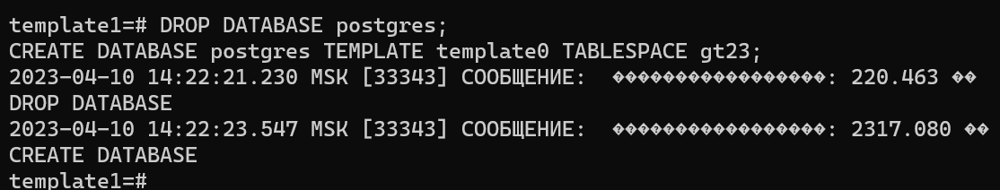 template1=# DROP DATABASE postgres;
CREATE DATABASE postgres TEMPLATE template0 TABLESPACE gt23;
2023-04-10 14:22:21.230 MSK [33343] СООБЩЕНИЕ:  �����������������: 220.463 ��
DROP DATABASE
2023-04-10 14:22:23.547 MSK [33343] СООБЩЕНИЕ:  �����������������: 2317.080 ��
CREATE DATABASE
template1=#